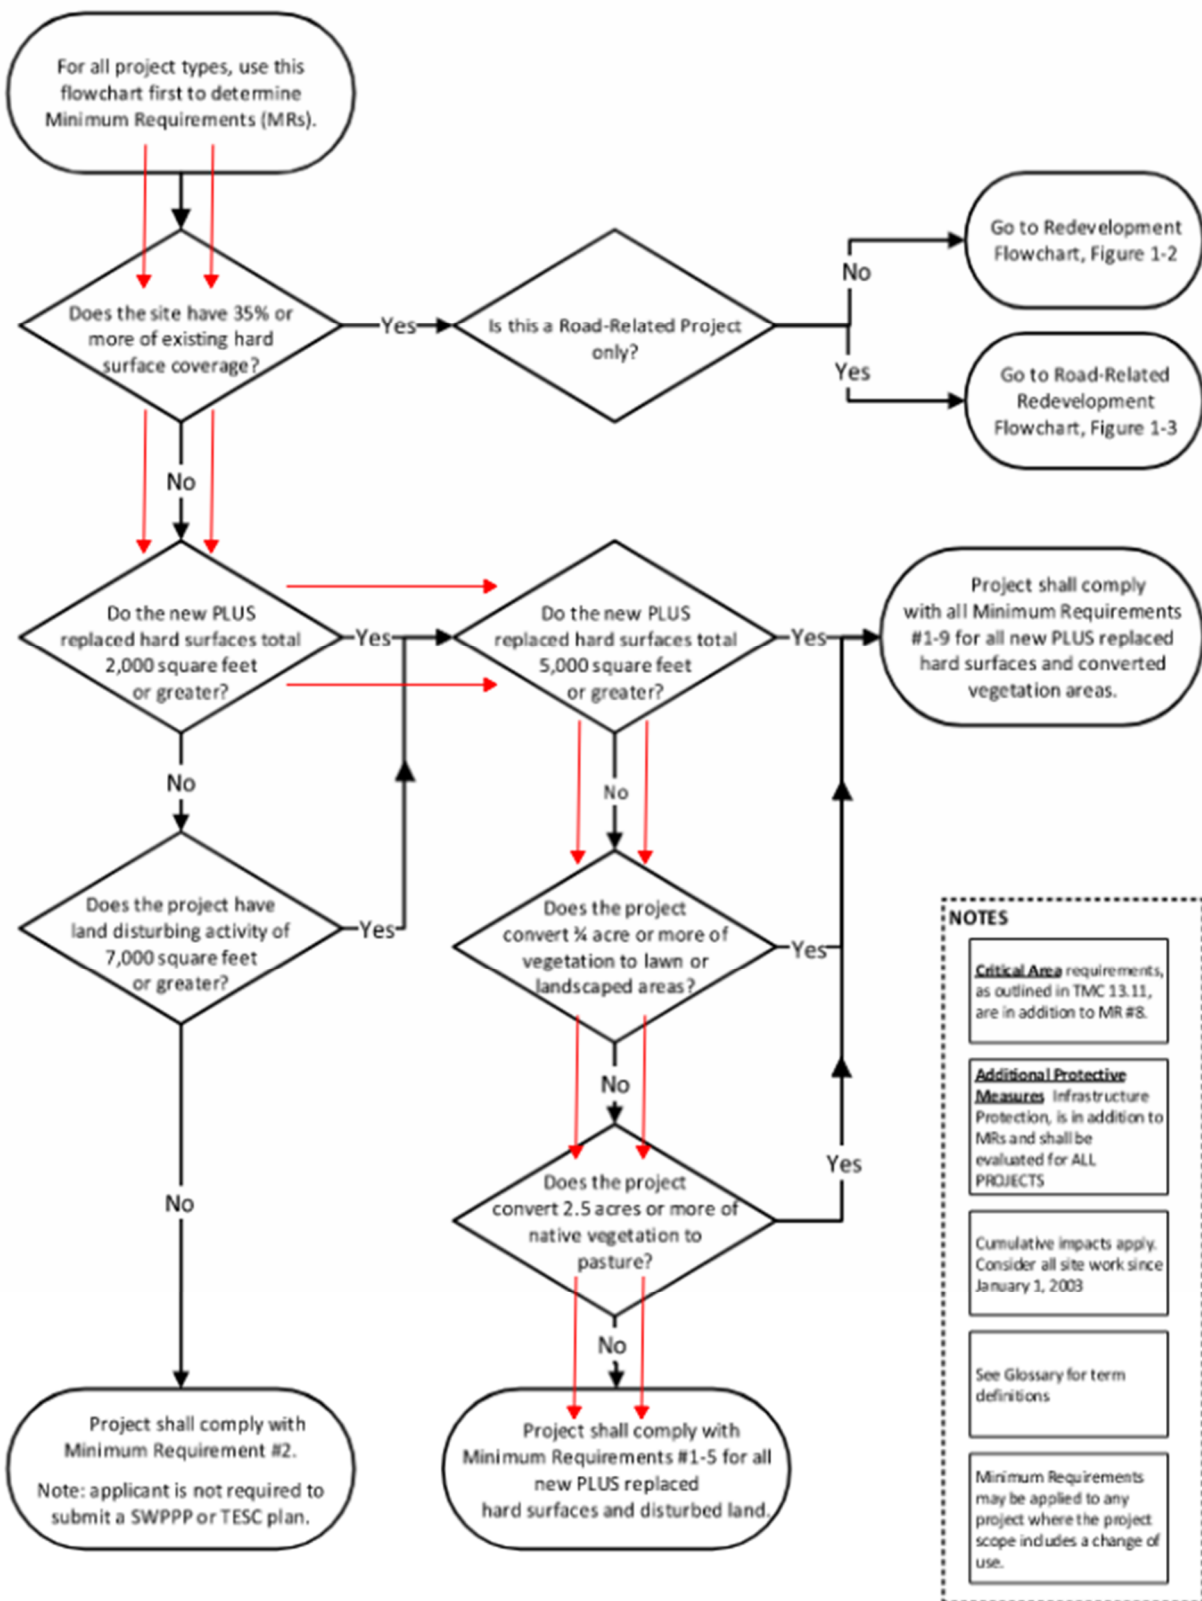 For all project types, use this
flowchart first to determine
Minimum Requirements (MRs).
Does the site have 35% or
more of existing hard
surface coverage?
Yes
Is this a Road-Related Project
only?
No
Go to Redevelopment
Flowchart, Figure 1-2
Yes
Go to Road-Related
Redevelopment
Flowchart, Figure 1-3
No
Do the new PLUS
replaced hard surfaces total
2,000 square feet
or greater?
Yes
Do the new PLUS
replaced hard surfaces total
5,000 square feet
or greater?
Yes
Project shall comply
with all Minimum Requirements
#1-9 for all new PLUS replaced
hard surfaces and converted
vegetation areas.
No
No
Does the project have
land disturbing activity of
7,000 square feet
or greater?
Yes
Does the project
convert ¾ acre or more of
vegetation to lawn or
landscaped areas?
Yes
No
No
Does the project
convert 2.5 acres or more of
native vegetation to
pasture?
Yes
No
Project shall comply with
Minimum Requirement #2.
Note: applicant is not required to
submit a SWPPP or TESC plan.
Project shall comply with
Minimum Requirements #1-5 for all
new PLUS replaced
hard surfaces and disturbed land.
NOTES
Critical Area requirements,
as outlined in TMC 13.11,
are in addition to MR #8.
Additional Protective
Measures Infrastructure
Protection, is in addition to
MRs and shall be
evaluated for ALL
PROJECTS
Cumulative impacts apply.
Consider all site work since
January 1, 2003
See Glossary for term
definitions
Minimum Requirements
may be applied to any
project where the project
scope includes a change of
use.